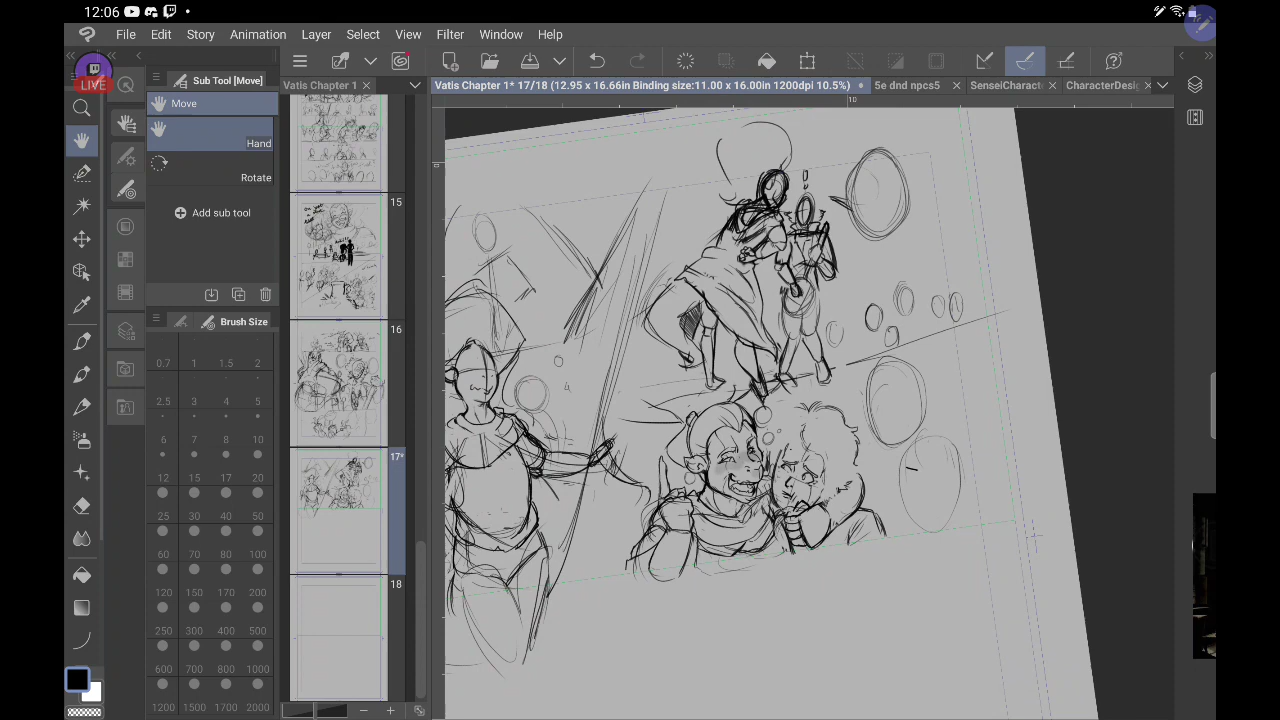 12:06
File Edit Story Animation Layer Select View Filter Window Help
LIVE
Sub Tool [Move]
Move
Hand
Rotate
Add sub tool
Brush Size
0.7 1 1.5 2
2.5 3 4 5
6 7 8 10
12 15 17 20
25 30 40 50
60 70 80 100
120 150 170 200
250 300 400 500
600 700 800 1000
1200 1500 1700 2000
Vatis Chapter 1
15
16
17*
18
Vatis Chapter 1* 17/18 (12.95 x 16.66in Binding size:11.00 x 16.00in 1200dpi 10.5%)
5e dnd npcs5
SenseiCharact
CharacterDesig
10
0